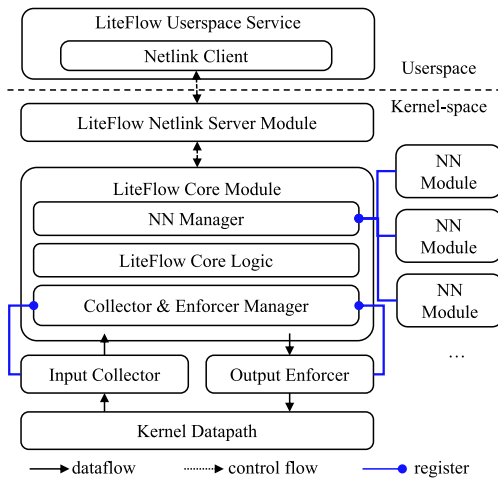 LiteFlow Userspace Service
Netlink Client
Userspace
Kernel-space
LiteFlow Netlink Server Module
LiteFlow Core Module
NN Manager
LiteFlow Core Logic
Collector & Enforcer Manager
NN
Module
NN
Module
NN
Module
...
Input Collector
Output Enforcer
Kernel Datapath
dataflow
control flow
register